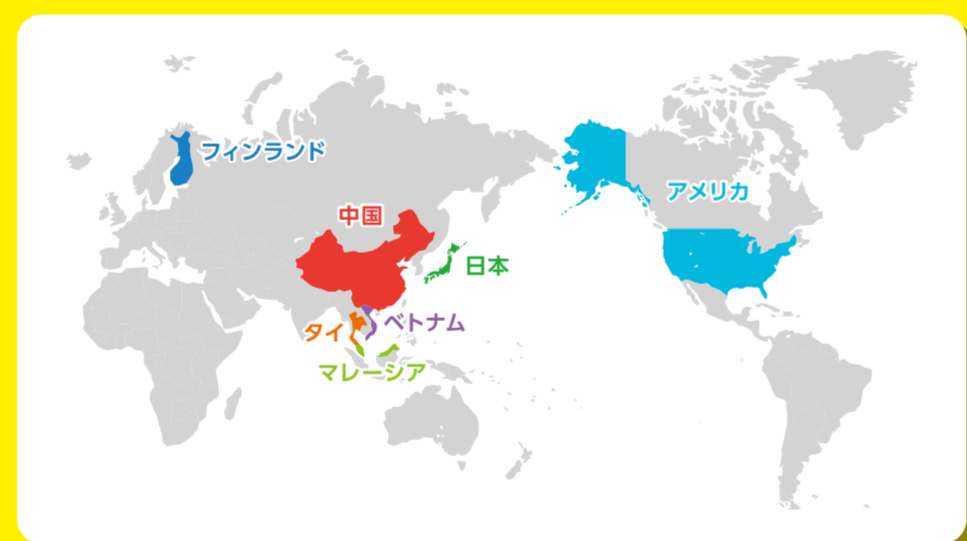 フィンランド
中国
アメリカ
日本
ベトナム
タイ
マレーシア